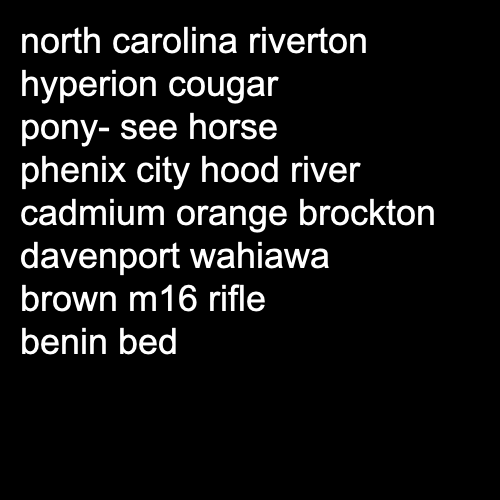 north carolina riverton
hyperion cougar
pony- see horse
phenix city hood river
cadmium orange brockton
davenport wahiawa
brown m16 rifle
benin bed